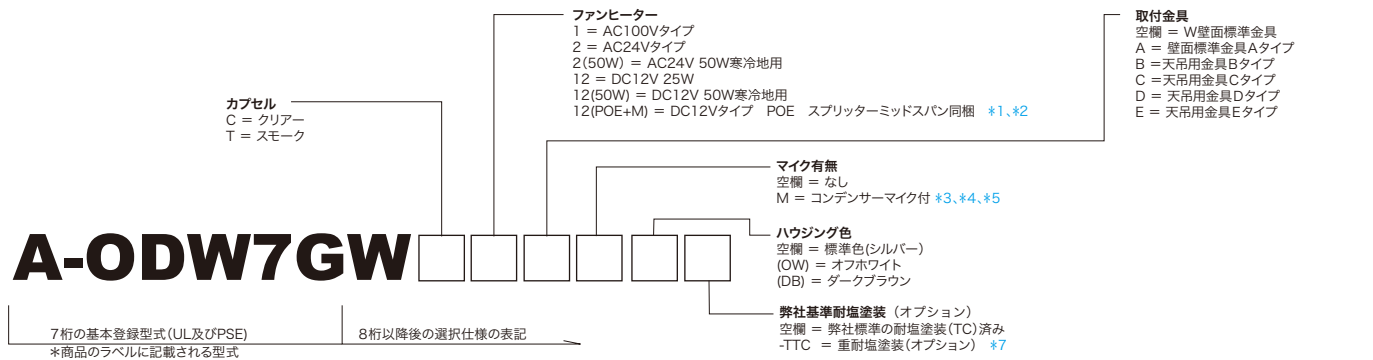 ファンヒーター
1 = AC100Vタイプ
2 = AC24Vタイプ
2(50W) = AC24V 50W寒冷地用
12 = DC12V 25W
12(50W) = DC12V 50W寒冷地用
12(POE+M) = DC12Vタイプ　POE　スプリッターミッドスパン同梱　*1、*2
取付金具
空欄 = W壁面標準金具
A = 壁面標準金具Aタイプ
B =天吊用金具Bタイプ
C =天吊用金具Cタイプ
D = 天吊用金具Dタイプ
E = 天吊用金具Eタイプ
カプセル
C = クリアー
T = スモーク
マイク有無
空欄 = なし
M = コンデンサーマイク付 *3、*4、*5
ハウジング色
空欄 = 標準色(シルバー)
(OW) = オフホワイト
(DB) = ダークブラウン
A-ODW7GW□□□□□□
弊社基準耐塩塗装（オプション）
空欄 = 弊社標準の耐塩塗装(TC)済み
-TTC = 重耐塩塗装(オプション) *7
7桁の基本登録型式(UL及びPSE)
8桁以降後の選択仕様の表記
*商品のラベルに記載される型式